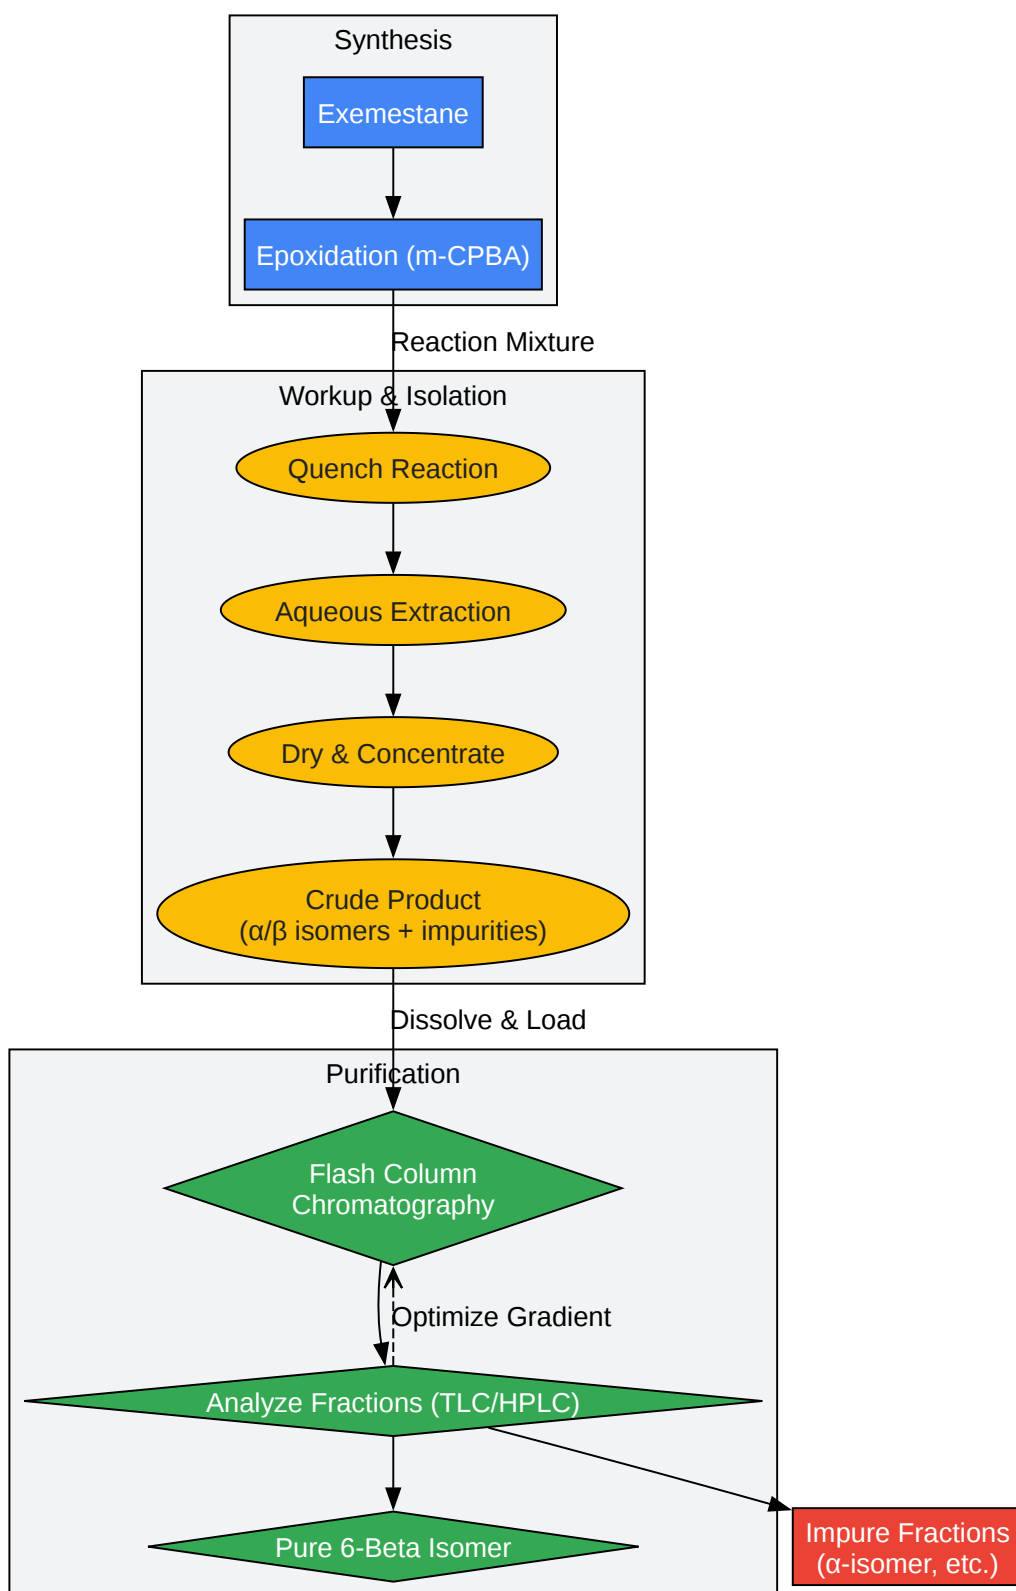 Synthesis
Exemestane
Epoxidation (m-CPBA)
Reaction Mixture
Workup & Isolation
Quench Reaction
Aqueous Extraction
Dry & Concentrate
Crude Product
(α/β isomers + impurities)
Dissolve & Load
Purification
Flash Column
Chromatography
Optimize Gradient
Analyze Fractions (TLC/HPLC)
Pure 6-Beta Isomer
Impure Fractions
(α-isomer, etc.)